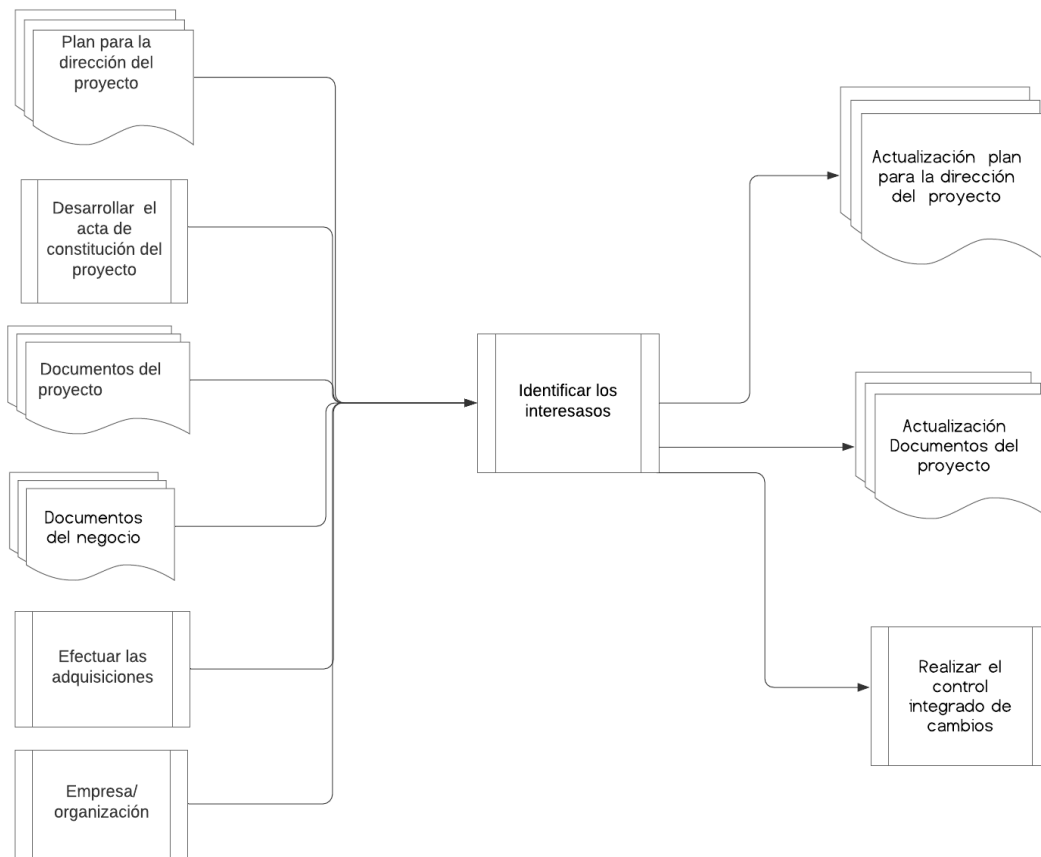 Plan para la
dirección del
proyecto
Desarrollar el
acta de
constitución del
proyecto
Documentos del
proyecto
Documentos
del negocio
Efectuar las
adquisiciones
Empresa/
organización
Identificar los
interesasos
Actualización plan
para la dirección
del proyecto
Actualización
Documentos del
proyecto
Realizar el
control
integrado de
cambios